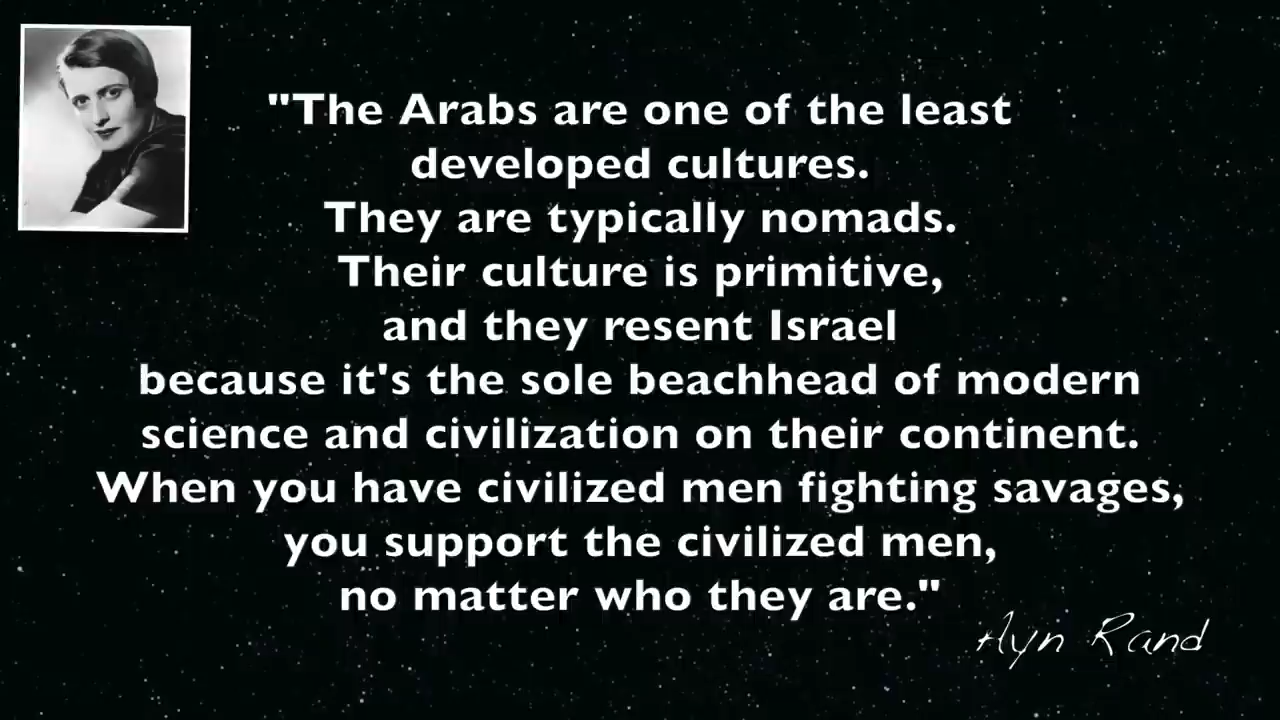 "The Arabs are one of the least
developed cultures.
They are typically nomads.
Their culture is primitive,
and they resent Israel
because it's the sole beachhead of modern
science and civilization on their continent.
When you have civilized men fighting savages,
you support the civilized men,
no matter who they are."
Ayn Rand